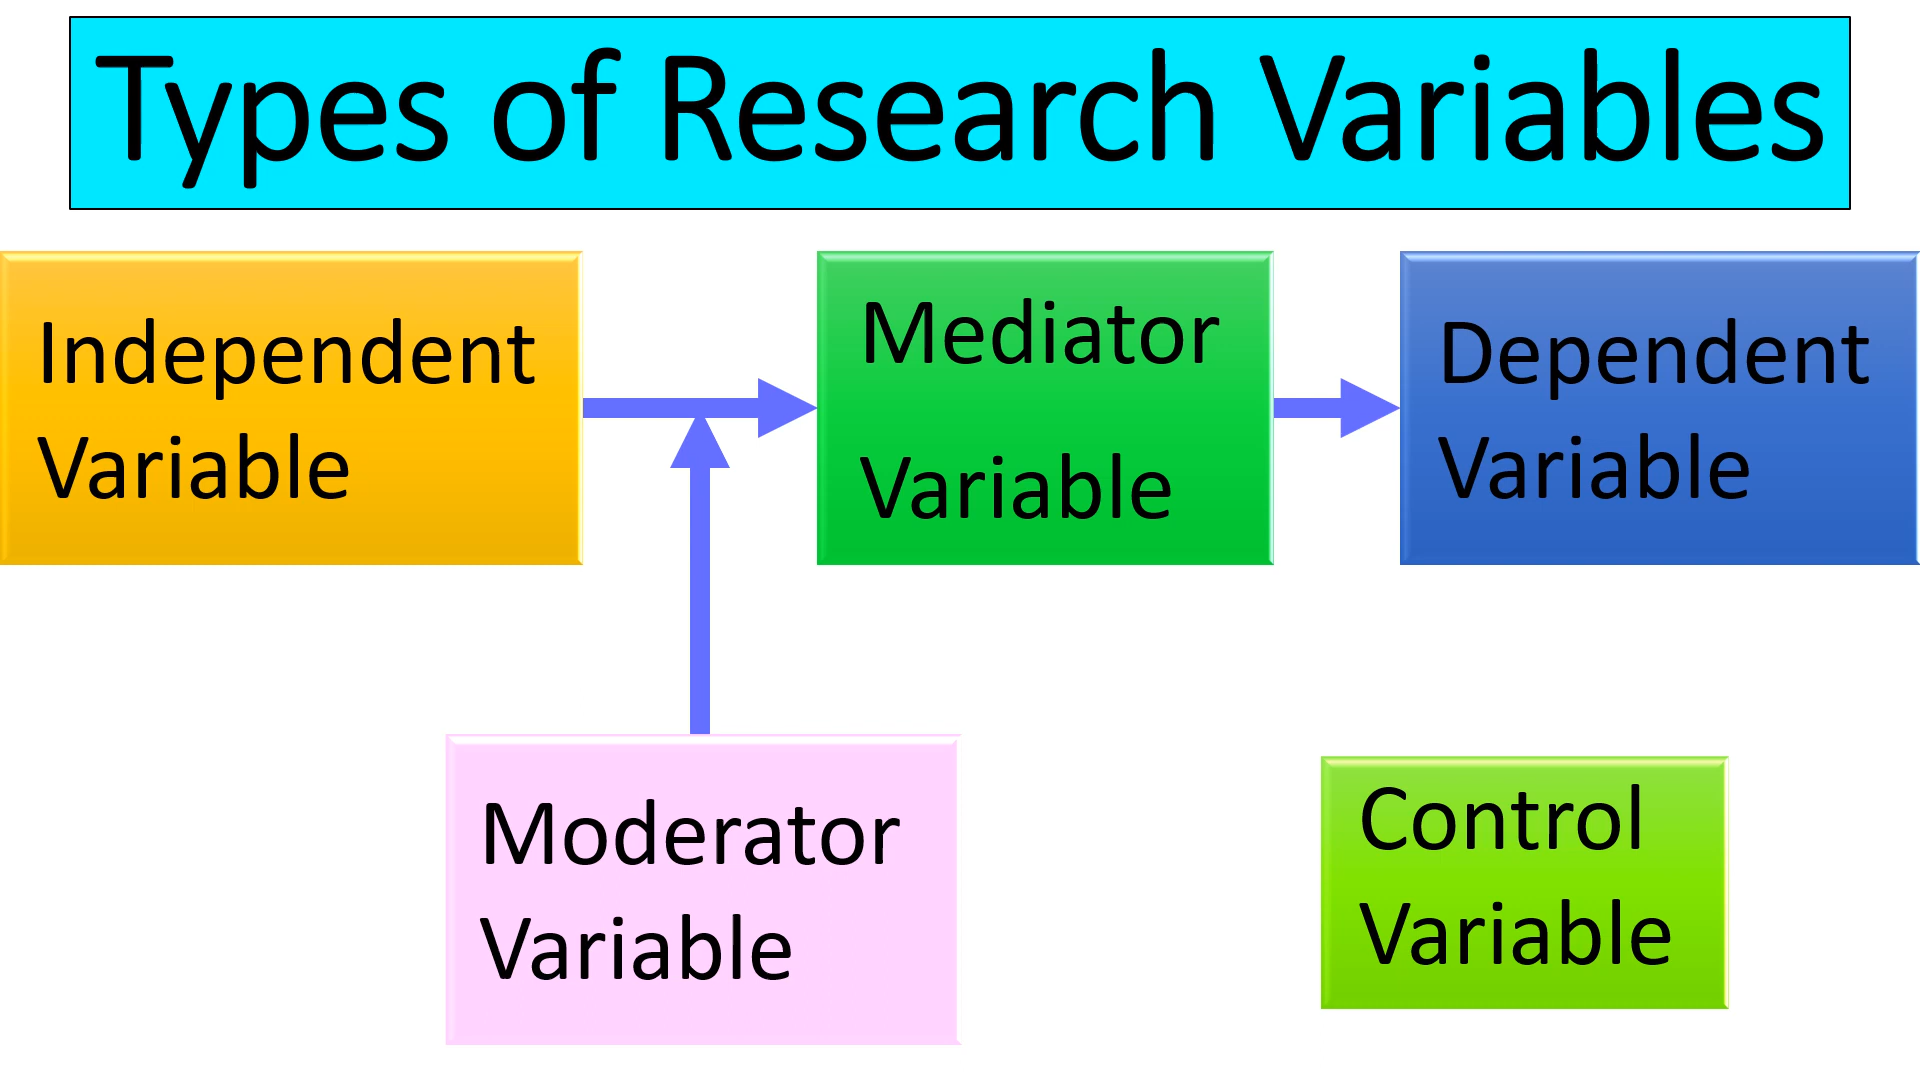 Types of Research Variables
Independent
Variable
Mediator
Variable
Dependent
Variable
Moderator
Variable
Control
Variable